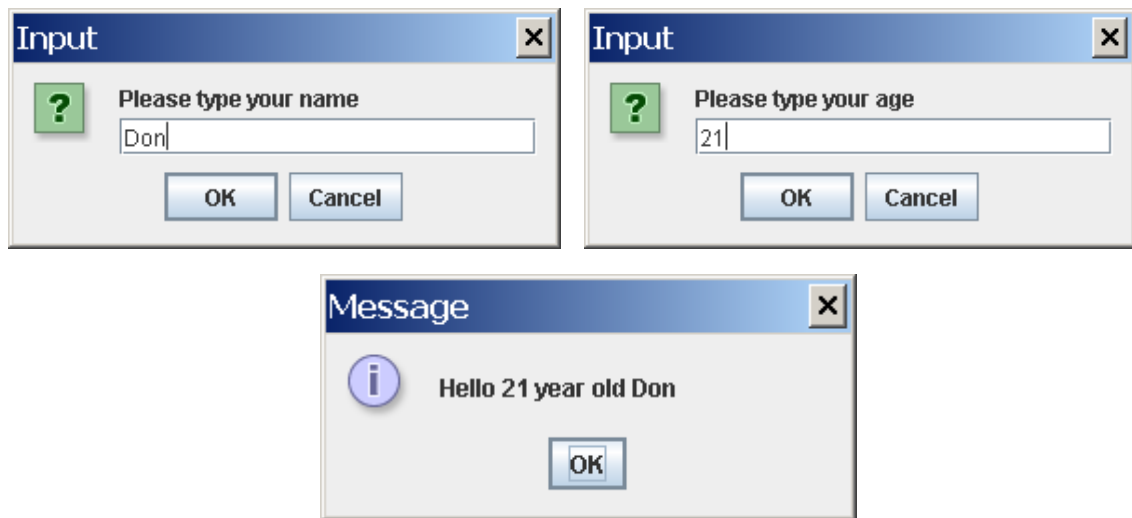 Input
Please type your name
Don
OK Cancel
Input
Please type your age
21
OK Cancel
Message
Hello 21 year old Don
OK